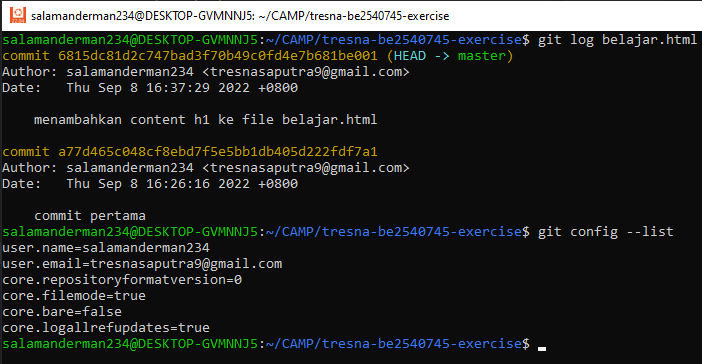 salamanderman234@DESKTOP-GVMNNJ5: ~/CAMP/tresna-be2540745-exercise
salamanderman234@DESKTOP-GVMNNJ5:~/CAMP/tresna-be2540745-exercise$ git log belajar.html
commit 6815dc81d2c747bad3f70b49c0fd4e7b681be001 (HEAD -> master)
Author: salamanderman234 <tresnasaputra9@gmail.com>
Date:   Thu Sep 8 16:37:29 2022 +0800

    menambahkan content h1 ke file belajar.html

commit a77d465c048cf8ebd7f5e5bb1db405d222fdf7a1
Author: salamanderman234 <tresnasaputra9@gmail.com>
Date:   Thu Sep 8 16:26:16 2022 +0800

    commit pertama
salamanderman234@DESKTOP-GVMNNJ5:~/CAMP/tresna-be2540745-exercise$ git config --list
user.name=salamanderman234
user.email=tresnasaputra9@gmail.com
core.repositoryformatversion=0
core.filemode=true
core.bare=false
core.logallrefupdates=true
salamanderman234@DESKTOP-GVMNNJ5:~/CAMP/tresna-be2540745-exercise$